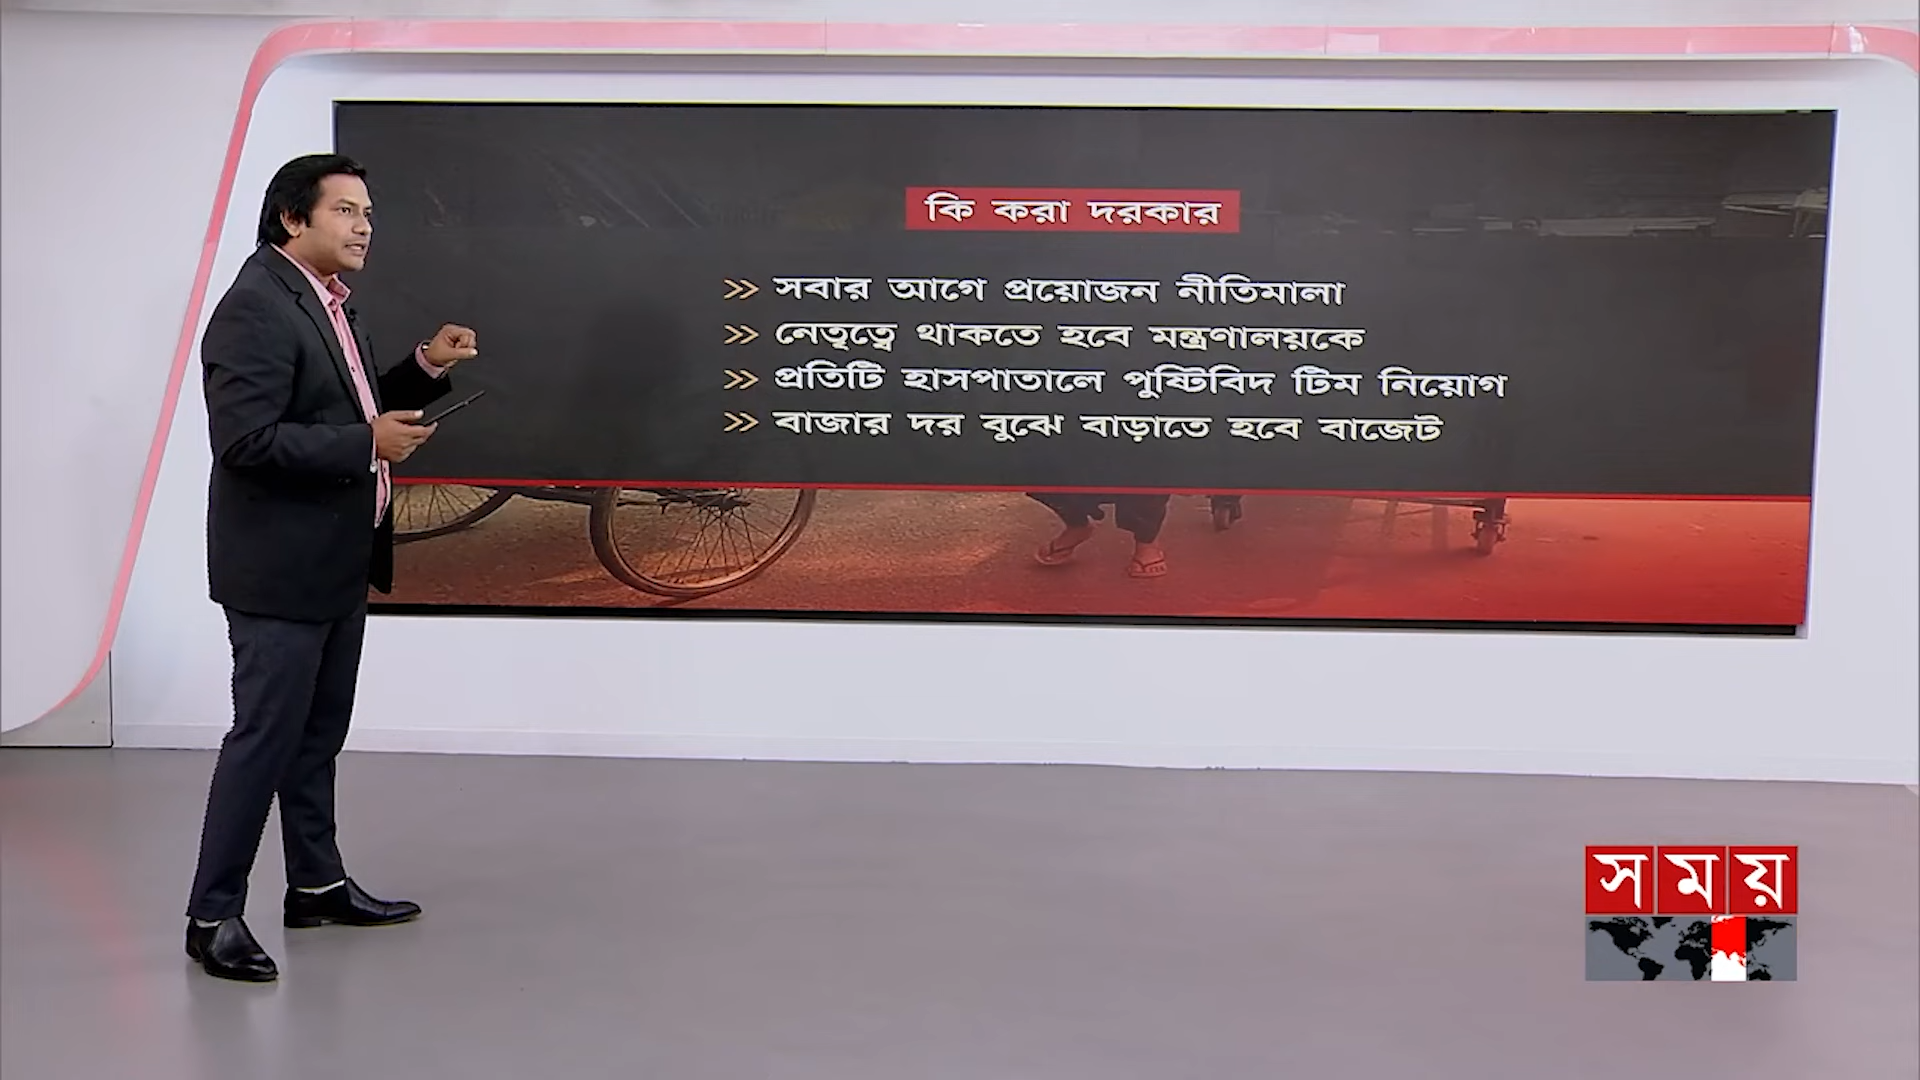 কি করা দরকার
>> সবার আগে প্রয়োজন নীতিমালা
>> নেতৃত্বে থাকতে হবে মন্ত্রণালয়কে
>> প্রতিটি হাসপাতালে পুষ্টিবিদ টিম নিয়োগ
>> বাজার দর বুঝে বাড়াতে হবে বাজেট
সময়